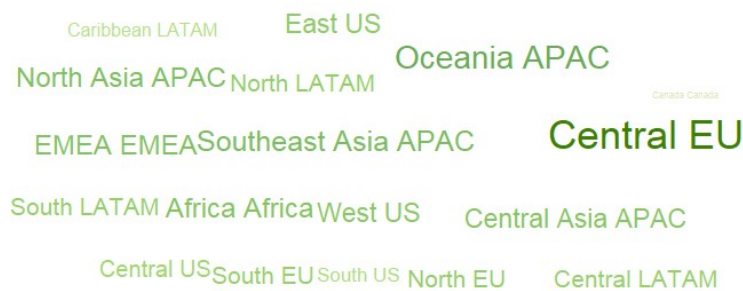 Caribbean LATAM
East US
Oceania APAC
North Asia APAC
North LATAM
Canada Canada
EMEA EMEA
Southeast Asia APAC
Central EU
South LATAM
Africa Africa
West US
Central Asia APAC
Central US
South EU
South US
North EU
Central LATAM